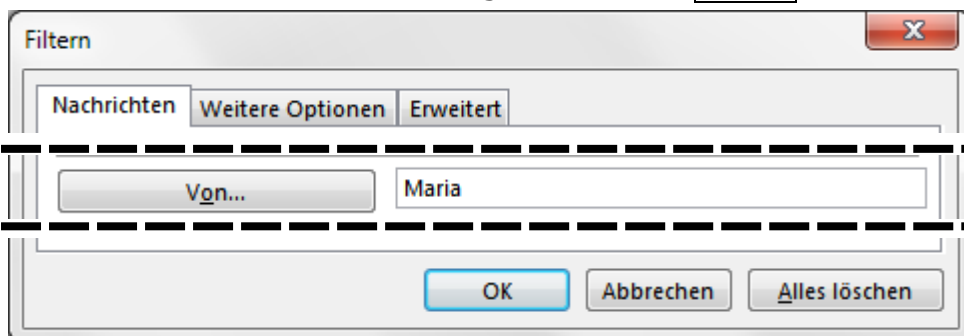 Filtern
Nachrichten Weitere Optionen Erweitert
Von... Maria
OK Abbrechen Alles löschen